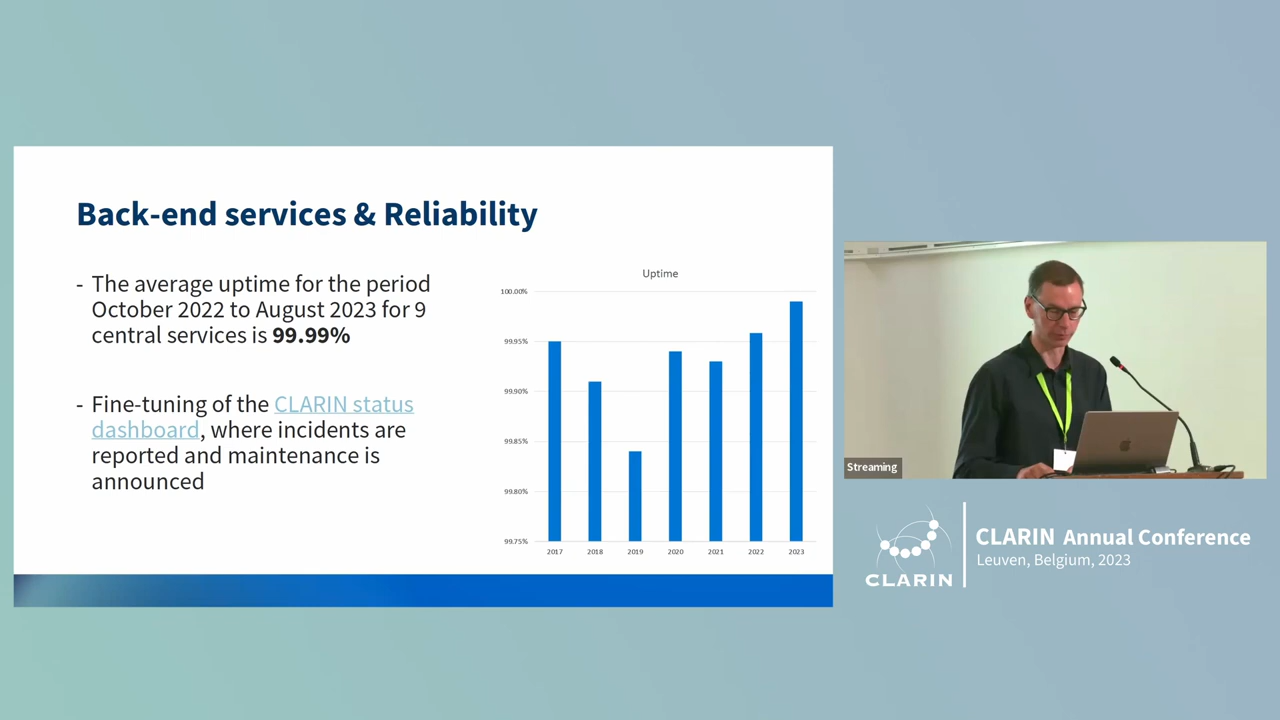 Back-end services & Reliability
- The average uptime for the period
October 2022 to August 2023 for 9
central services is 99.99%
- Fine-tuning of the CLARIN status
dashboard, where incidents are
reported and maintenance is
announced
Uptime
100.00%
99.95%
99.90%
99.85%
99.80%
99.75%
2017 2018 2019 2020 2021 2022 2023
Streaming
CLARIN
CLARIN Annual Conference
Leuven, Belgium, 2023